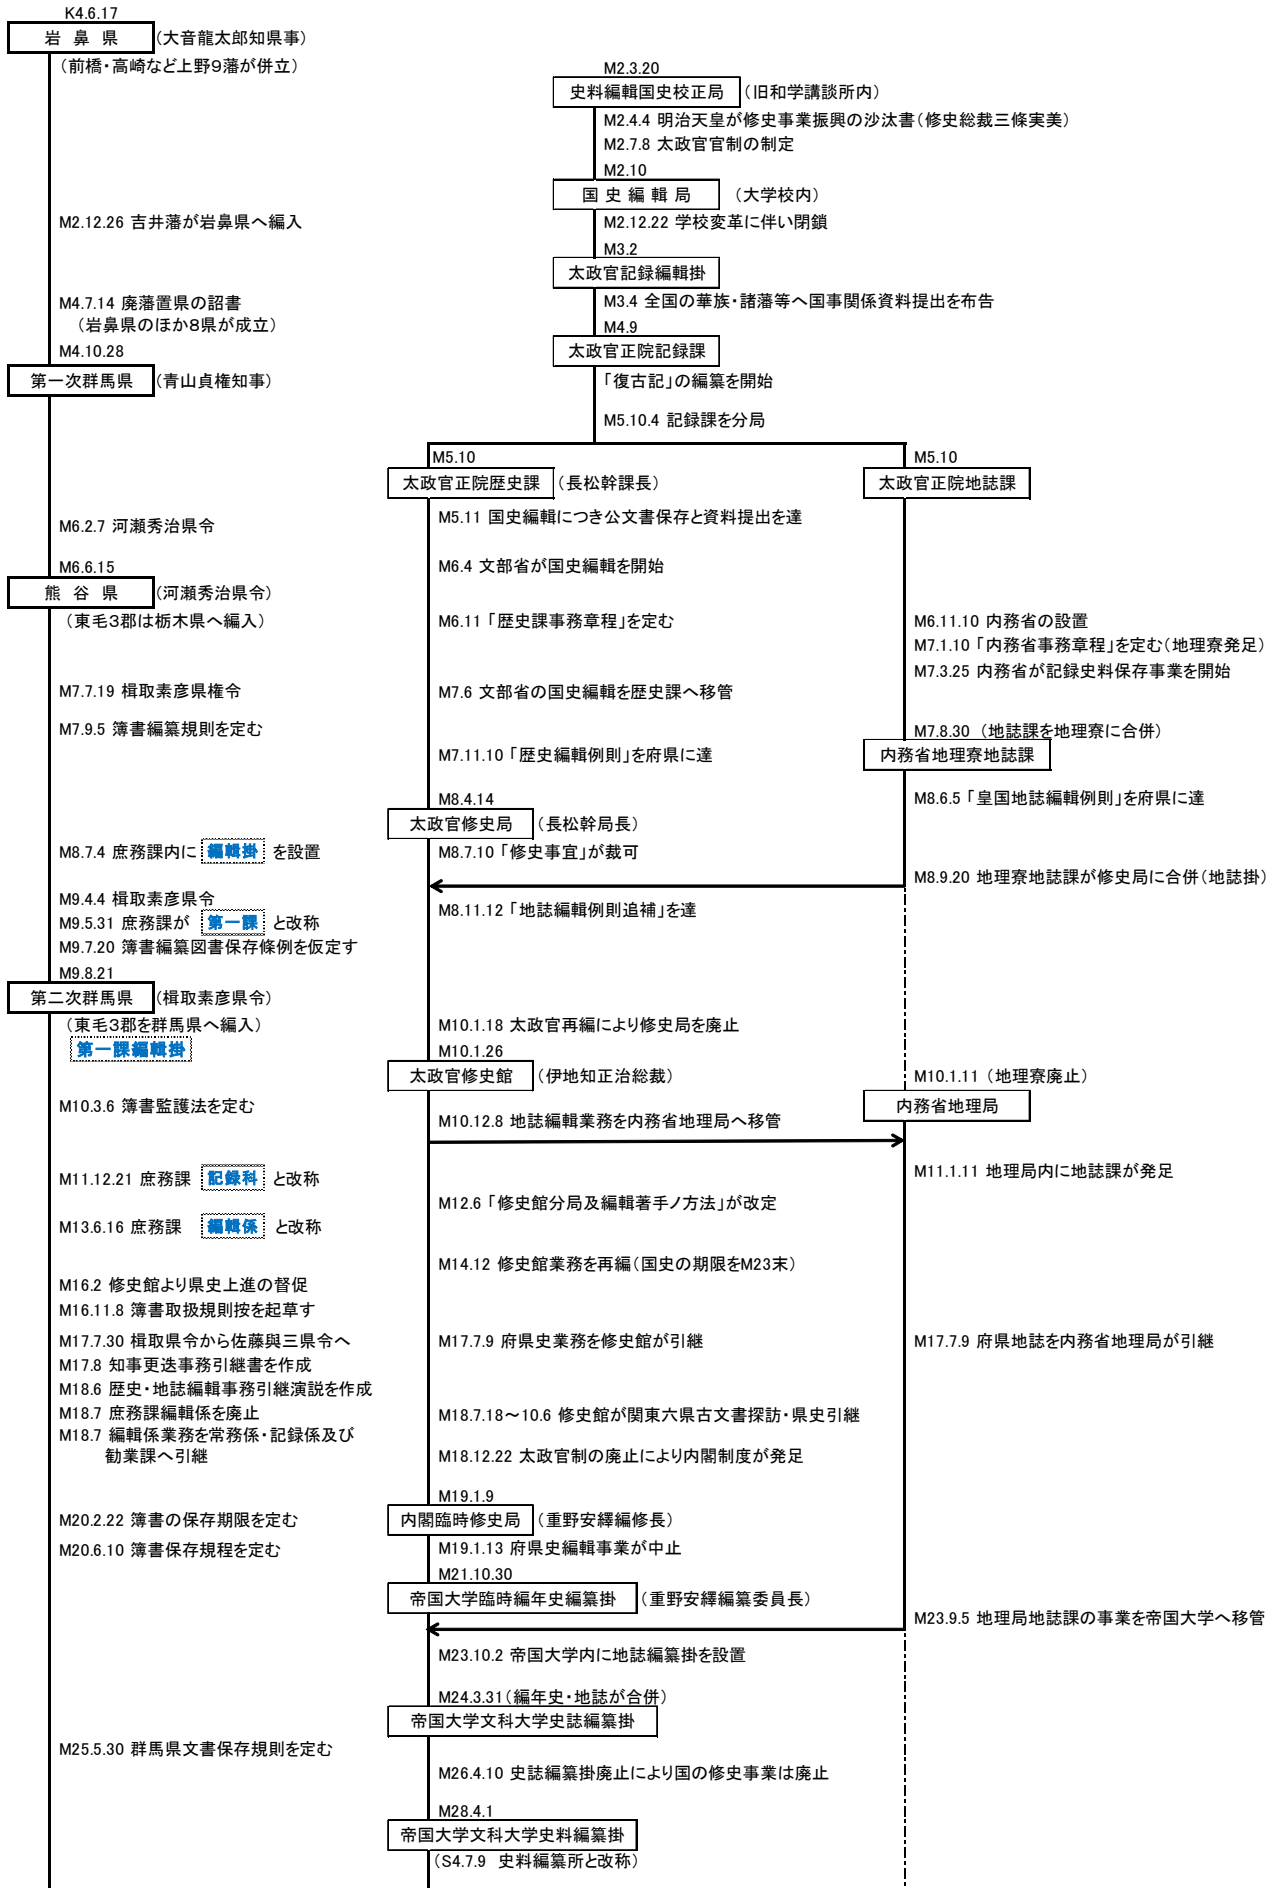 K4.6.17
岩鼻県 (大音龍太郎知県事)
(前橋・高崎など上野9藩が併立)
M2.12.26 吉井藩が岩鼻県へ編入
M4.7.14 廃藩置県の詔書
(岩鼻県のほか8県が成立)
M4.10.28
第一次群馬県 (青山貞権知事)
M6.2.7 河瀬秀治県令
M6.6.15
熊谷県 (河瀬秀治県令)
(東毛3郡は栃木県へ編入)
M7.7.19 楫取素彦県権令
M7.9.5 簿書編纂規則を定む
M8.7.4 庶務課内に 編輯掛 を設置
M9.4.4 楫取素彦県令
M9.5.31 庶務課が 第一課 と改称
M9.7.20 簿書編纂図書保存條例を仮定す
M9.8.21
第二次群馬県 (楫取素彦県令)
(東毛3郡を群馬県へ編入)
第一課編輯掛
M10.3.6 簿書監護法を定む
M11.12.21 庶務課 記録科 と改称
M13.6.16 庶務課 編輯係 と改称
M16.2 修史館より県史上進の督促
M16.11.8 簿書取扱規則按を起草す
M17.7.30 楫取県令から佐藤與三県令へ
M17.8 知事更迭事務引継書を作成
M18.6 歴史・地誌編輯事務引継演説を作成
M18.7 庶務課編輯係を廃止
M18.7 編輯係業務を常務係・記録係及び
勧業課へ引継
M20.2.22 簿書の保存期限を定む
M20.6.10 簿書保存規程を定む
M25.5.30 群馬県文書保存規則を定む
M2.3.20
史料編輯国史校正局 (旧和学講談所内)
M2.4.4 明治天皇が修史事業振興の沙汰書(修史総裁三條実美)
M2.7.8 太政官官制の制定
M2.10
国史編輯局 (大学校内)
M2.12.22 学校変革に伴い閉鎖
M3.2
太政官記録編輯掛
M3.4 全国の華族・諸藩等へ国事関係資料提出を布告
M4.9
太政官正院記録課
「復古記」の編纂を開始
M5.10.4 記録課を分局
M5.10
太政官正院歴史課 (長松幹課長)
M5.11 国史編輯につき公文書保存と資料提出を達
M6.4 文部省が国史編輯を開始
M6.11「歴史課事務章程」を定む
M7.6 文部省の国史編輯を歴史課へ移管
M7.11.10「歴史編輯例則」を府県に達
M8.4.14
太政官修史局 (長松幹局長)
M8.7.10「修史事宜」が裁可
M8.11.12「地誌編輯例則追補」を達
M10.1.18 太政官再編により修史局を廃止
M10.1.26
太政官修史館 (伊地知正治総裁)
M10.12.8 地誌編輯業務を内務省地理局へ移管
M12.6「修史館分局及編輯著手ノ方法」が改定
M14.12 修史館業務を再編(国史の期限をM23末)
M17.7.9 府県史業務を修史館が引継
M18.7.18～10.6 修史館が関東六県古文書探訪・県史引継
M18.12.22 太政官制の廃止により内閣制度が発足
M19.1.9
内閣臨時修史局 (重野安繹編修長)
M19.1.13 府県史編輯事業が中止
M21.10.30
帝国大学臨時編年史編纂掛 (重野安繹編纂委員長)
M23.10.2 帝国大学内に地誌編纂掛を設置
M24.3.31(編年史・地誌が合併)
帝国大学文科大学史誌編纂掛
M26.4.10 史誌編纂掛廃止により国の修史事業は廃止
M28.4.1
帝国大学文科大学史料編纂掛
(S4.7.9 史料編纂所と改称)
M5.10
太政官正院地誌課
M6.11.10 内務省の設置
M7.1.10「内務省事務章程」を定む(地理寮発足)
M7.3.25 内務省が記録史料保存事業を開始
M7.8.30 (地誌課を地理寮に合併)
内務省地理寮地誌課
M8.6.5「皇国地誌編輯例則」を府県に達
M8.9.20 地理寮地誌課が修史局に合併(地誌掛)
M10.1.11 (地理寮廃止)
内務省地理局
M11.1.11 地理局内に地誌課が発足
M17.7.9 府県地誌を内務省地理局が引継
M23.9.5 地理局地誌課の事業を帝国大学へ移管